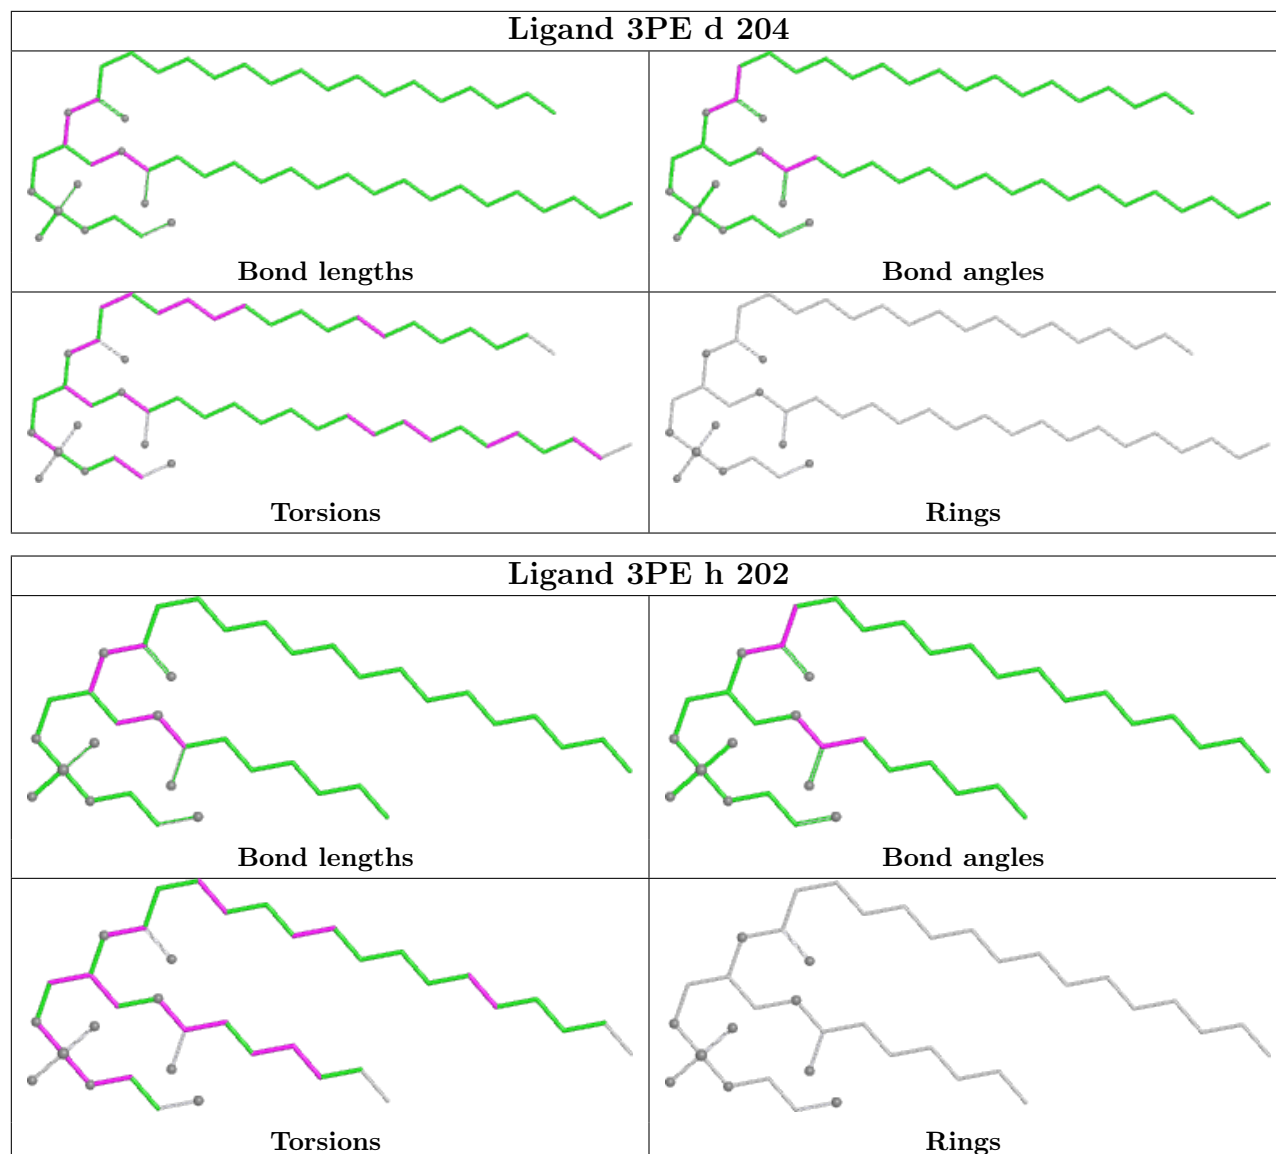 Ligand 3PE d 204
Bond lengths
Bond angles
Torsions
Rings
Ligand 3PE h 202
Bond lengths
Bond angles
Torsions
Rings